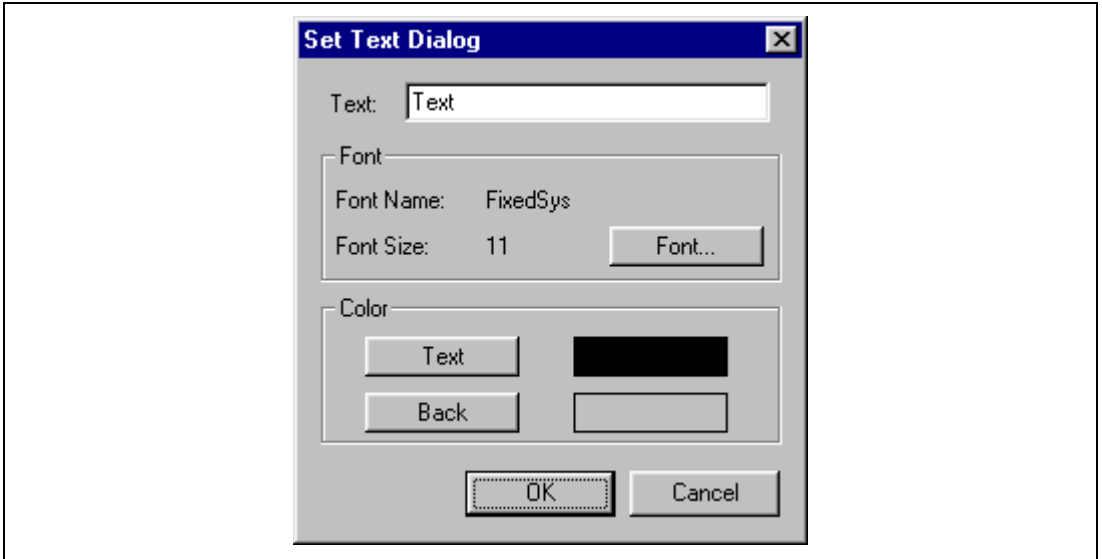 Set Text Dialog
Text: Text
Font
Font Name: FixedSys
Font Size: 11 Font...
Color
Text
Back
OK Cancel